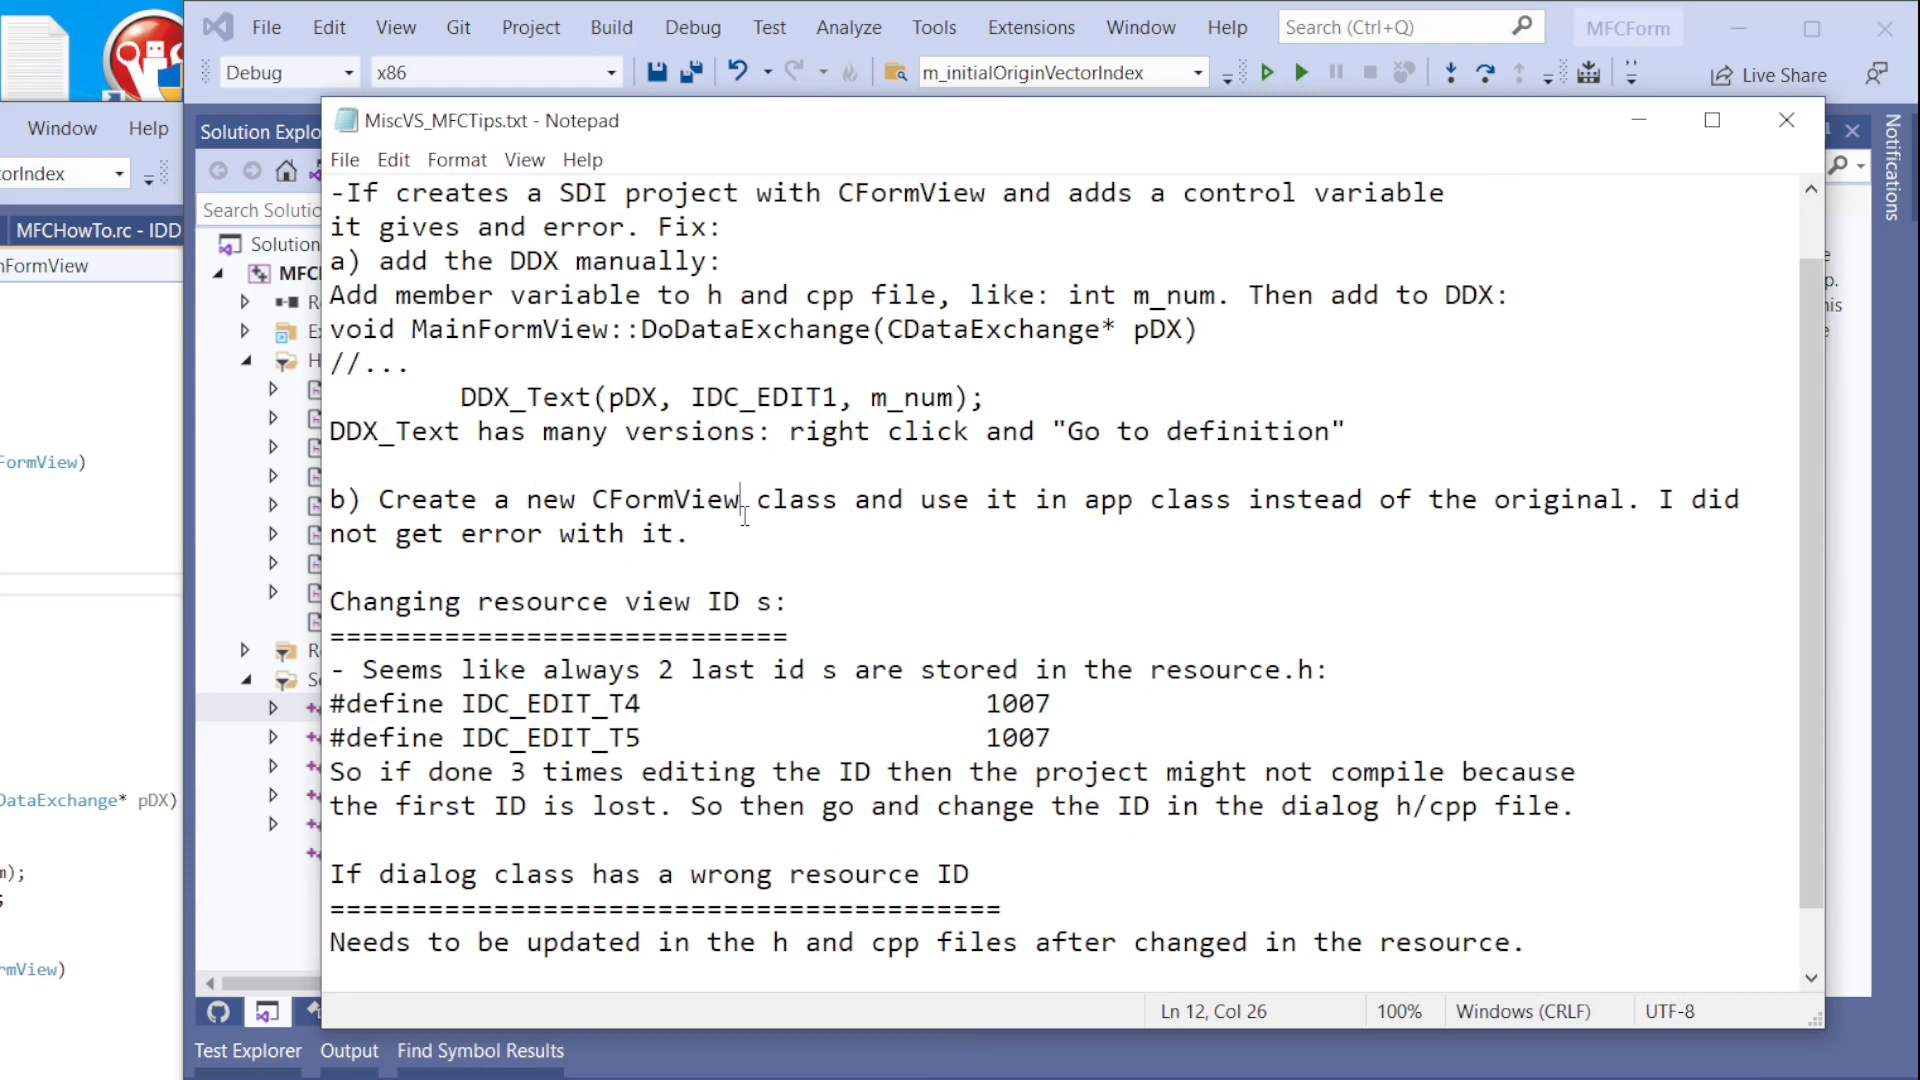 File Edit View Git Project Build Debug Test Analyze Tools Extensions Window Help Search (Ctrl+Q) MFCForm
Debug x86 m_initialOriginVectorIndex Live Share
Window Help
orIndex
MFCHowTo.rc - IDD
FormView
FormView)
DataExchange* pDX)
);
;
mView)
Solution Explo
Search Solutio
Solution
MFC
R
E
H
R
S
MiscVS_MFCTips.txt - Notepad
File Edit Format View Help
-If creates a SDI project with CFormView and adds a control variable
it gives and error. Fix:
a) add the DDX manually:
Add member variable to h and cpp file, like: int m_num. Then add to DDX:
void MainFormView::DoDataExchange(CDataExchange* pDX)
//...
DDX_Text(pDX, IDC_EDIT1, m_num);
DDX_Text has many versions: right click and "Go to definition"
b) Create a new CFormView class and use it in app class instead of the original. I did
not get error with it.
Changing resource view ID s:
============================
- Seems like always 2 last id s are stored in the resource.h:
#define IDC_EDIT_T4 1007
#define IDC_EDIT_T5 1007
So if done 3 times editing the ID then the project might not compile because
the first ID is lost. So then go and change the ID in the dialog h/cpp file.
If dialog class has a wrong resource ID
=========================================
Needs to be updated in the h and cpp files after changed in the resource.
Ln 12, Col 26 100% Windows (CRLF) UTF-8
Notifications
Test Explorer Output Find Symbol Results